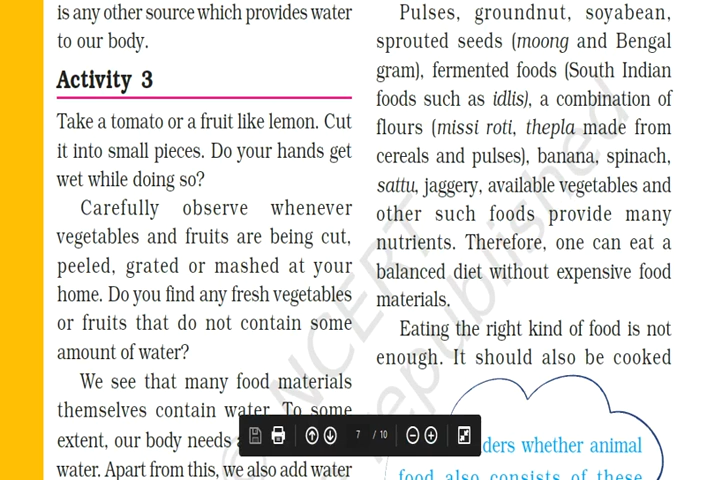 is any other source which provides water
to our body.
Activity 3
Take a tomato or a fruit like lemon. Cut
it into small pieces. Do your hands get
wet while doing so?
Carefully observe whenever
vegetables and fruits are being cut,
peeled, grated or mashed at your
home. Do you find any fresh vegetables
or fruits that do not contain some
amount of water?
We see that many food materials
themselves contain water. To some
extent, our body needs
water. Apart from this, we also add water
Pulses, groundnut, soyabean,
sprouted seeds (moong and Bengal
gram), fermented foods (South Indian
foods such as idlis), a combination of
flours (missi roti, thepla made from
cereals and pulses), banana, spinach,
sattu, jaggery, available vegetables and
other such foods provide many
nutrients. Therefore, one can eat a
balanced diet without expensive food
materials.
Eating the right kind of food is not
enough. It should also be cooked
ders whether animal
food also consists of these
7 / 10
© NCERT
republished